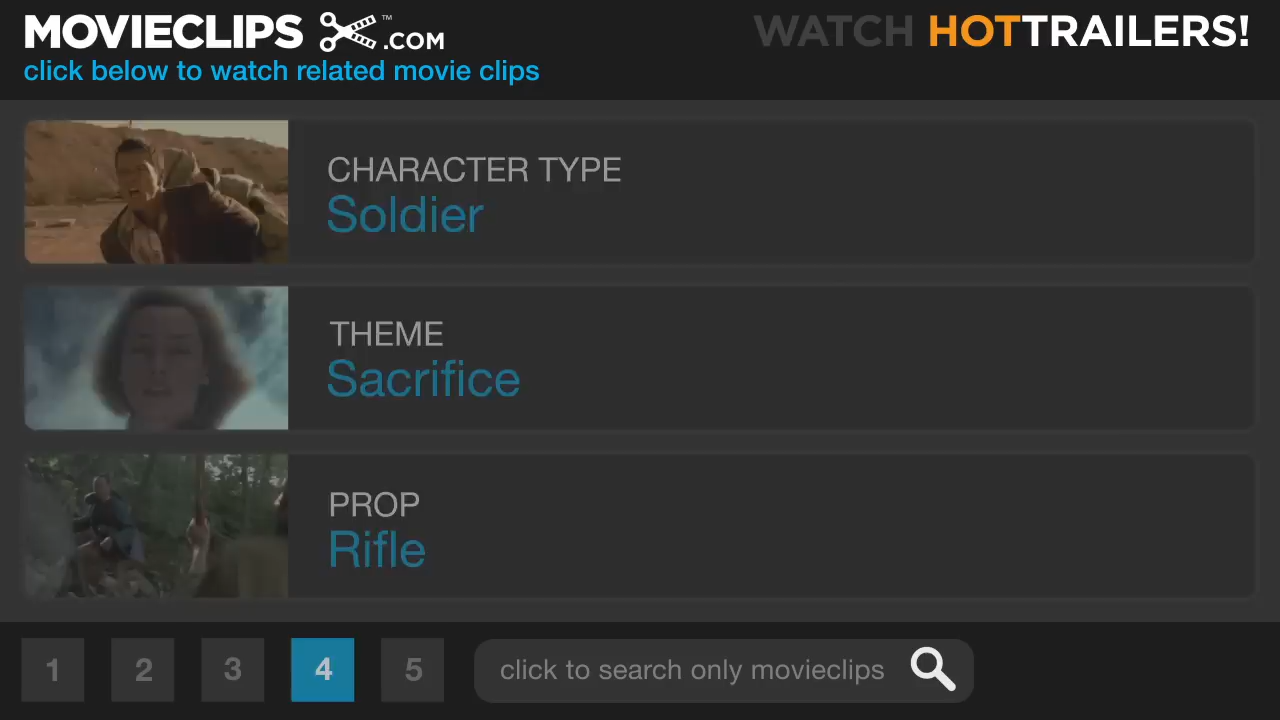 MOVIECLIPS ™ .COM
WATCH HOTTRAILERS!
click below to watch related movie clips
CHARACTER TYPE
Soldier
THEME
Sacrifice
PROP
Rifle
1 2 3 4 5
click to search only movieclips